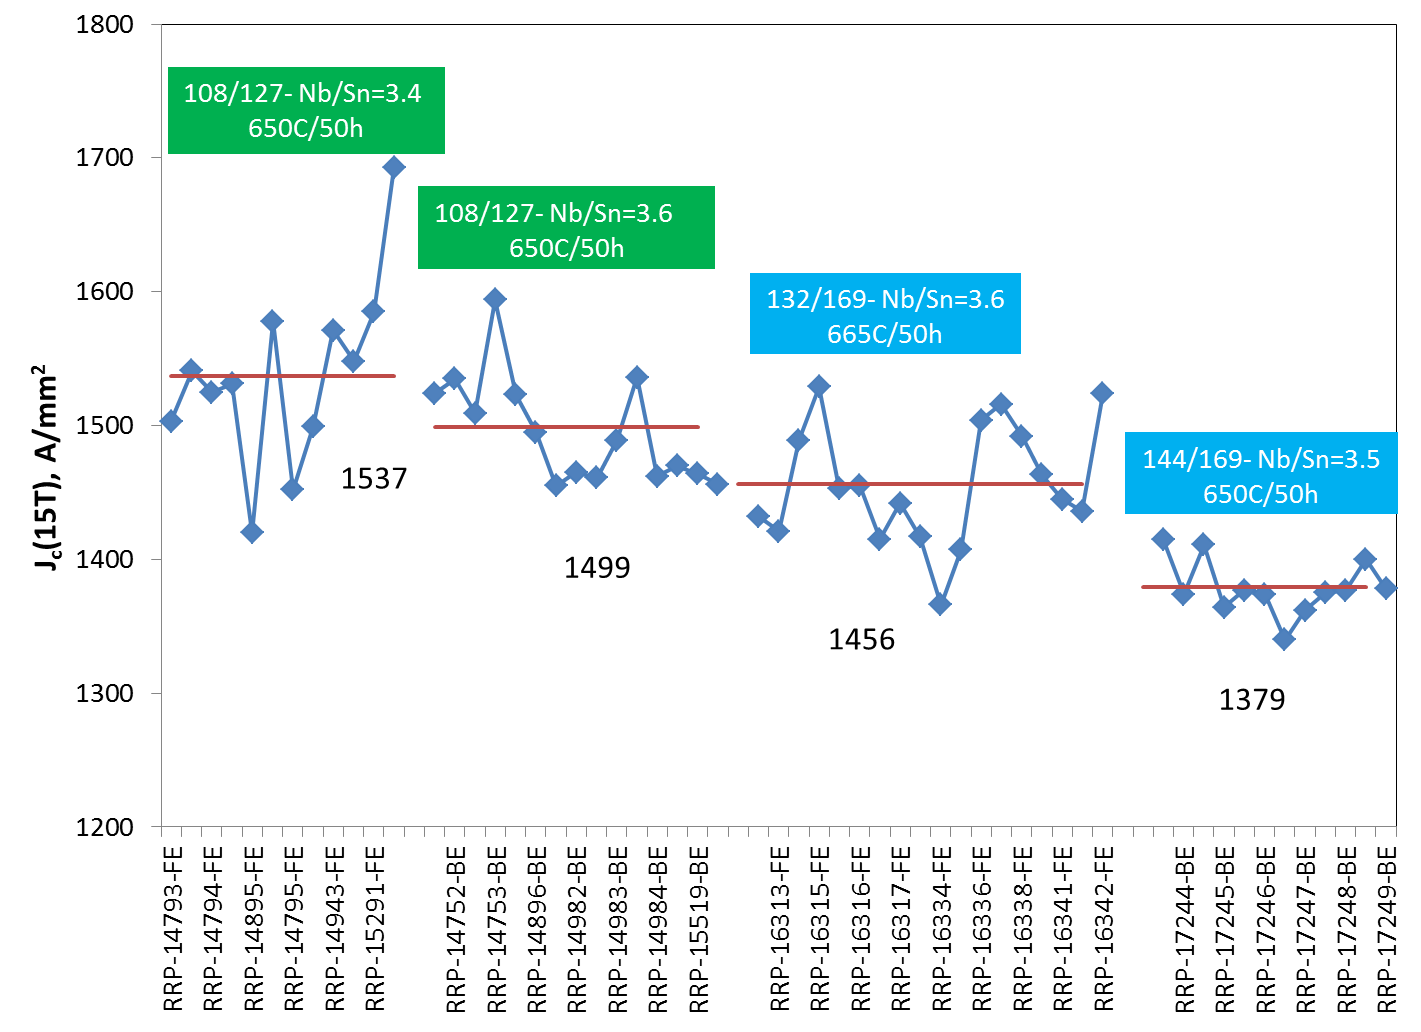 1800
1700
1600
1500
1400
1300
1200
Jc(15T), A/mm2
108/127- Nb/Sn=3.4
650C/50h
108/127- Nb/Sn=3.6
650C/50h
132/169- Nb/Sn=3.6
665C/50h
144/169- Nb/Sn=3.5
650C/50h
1537
1499
1456
1379
RRP-14793-FE
RRP-14794-FE
RRP-14895-FE
RRP-14795-FE
RRP-14943-FE
RRP-15291-FE
RRP-14752-BE
RRP-14753-BE
RRP-14896-BE
RRP-14982-BE
RRP-14983-BE
RRP-14984-BE
RRP-15519-BE
RRP-16313-FE
RRP-16315-FE
RRP-16316-FE
RRP-16317-FE
RRP-16334-FE
RRP-16336-FE
RRP-16338-FE
RRP-16341-FE
RRP-16342-FE
RRP-17244-BE
RRP-17245-BE
RRP-17246-BE
RRP-17247-BE
RRP-17248-BE
RRP-17249-BE